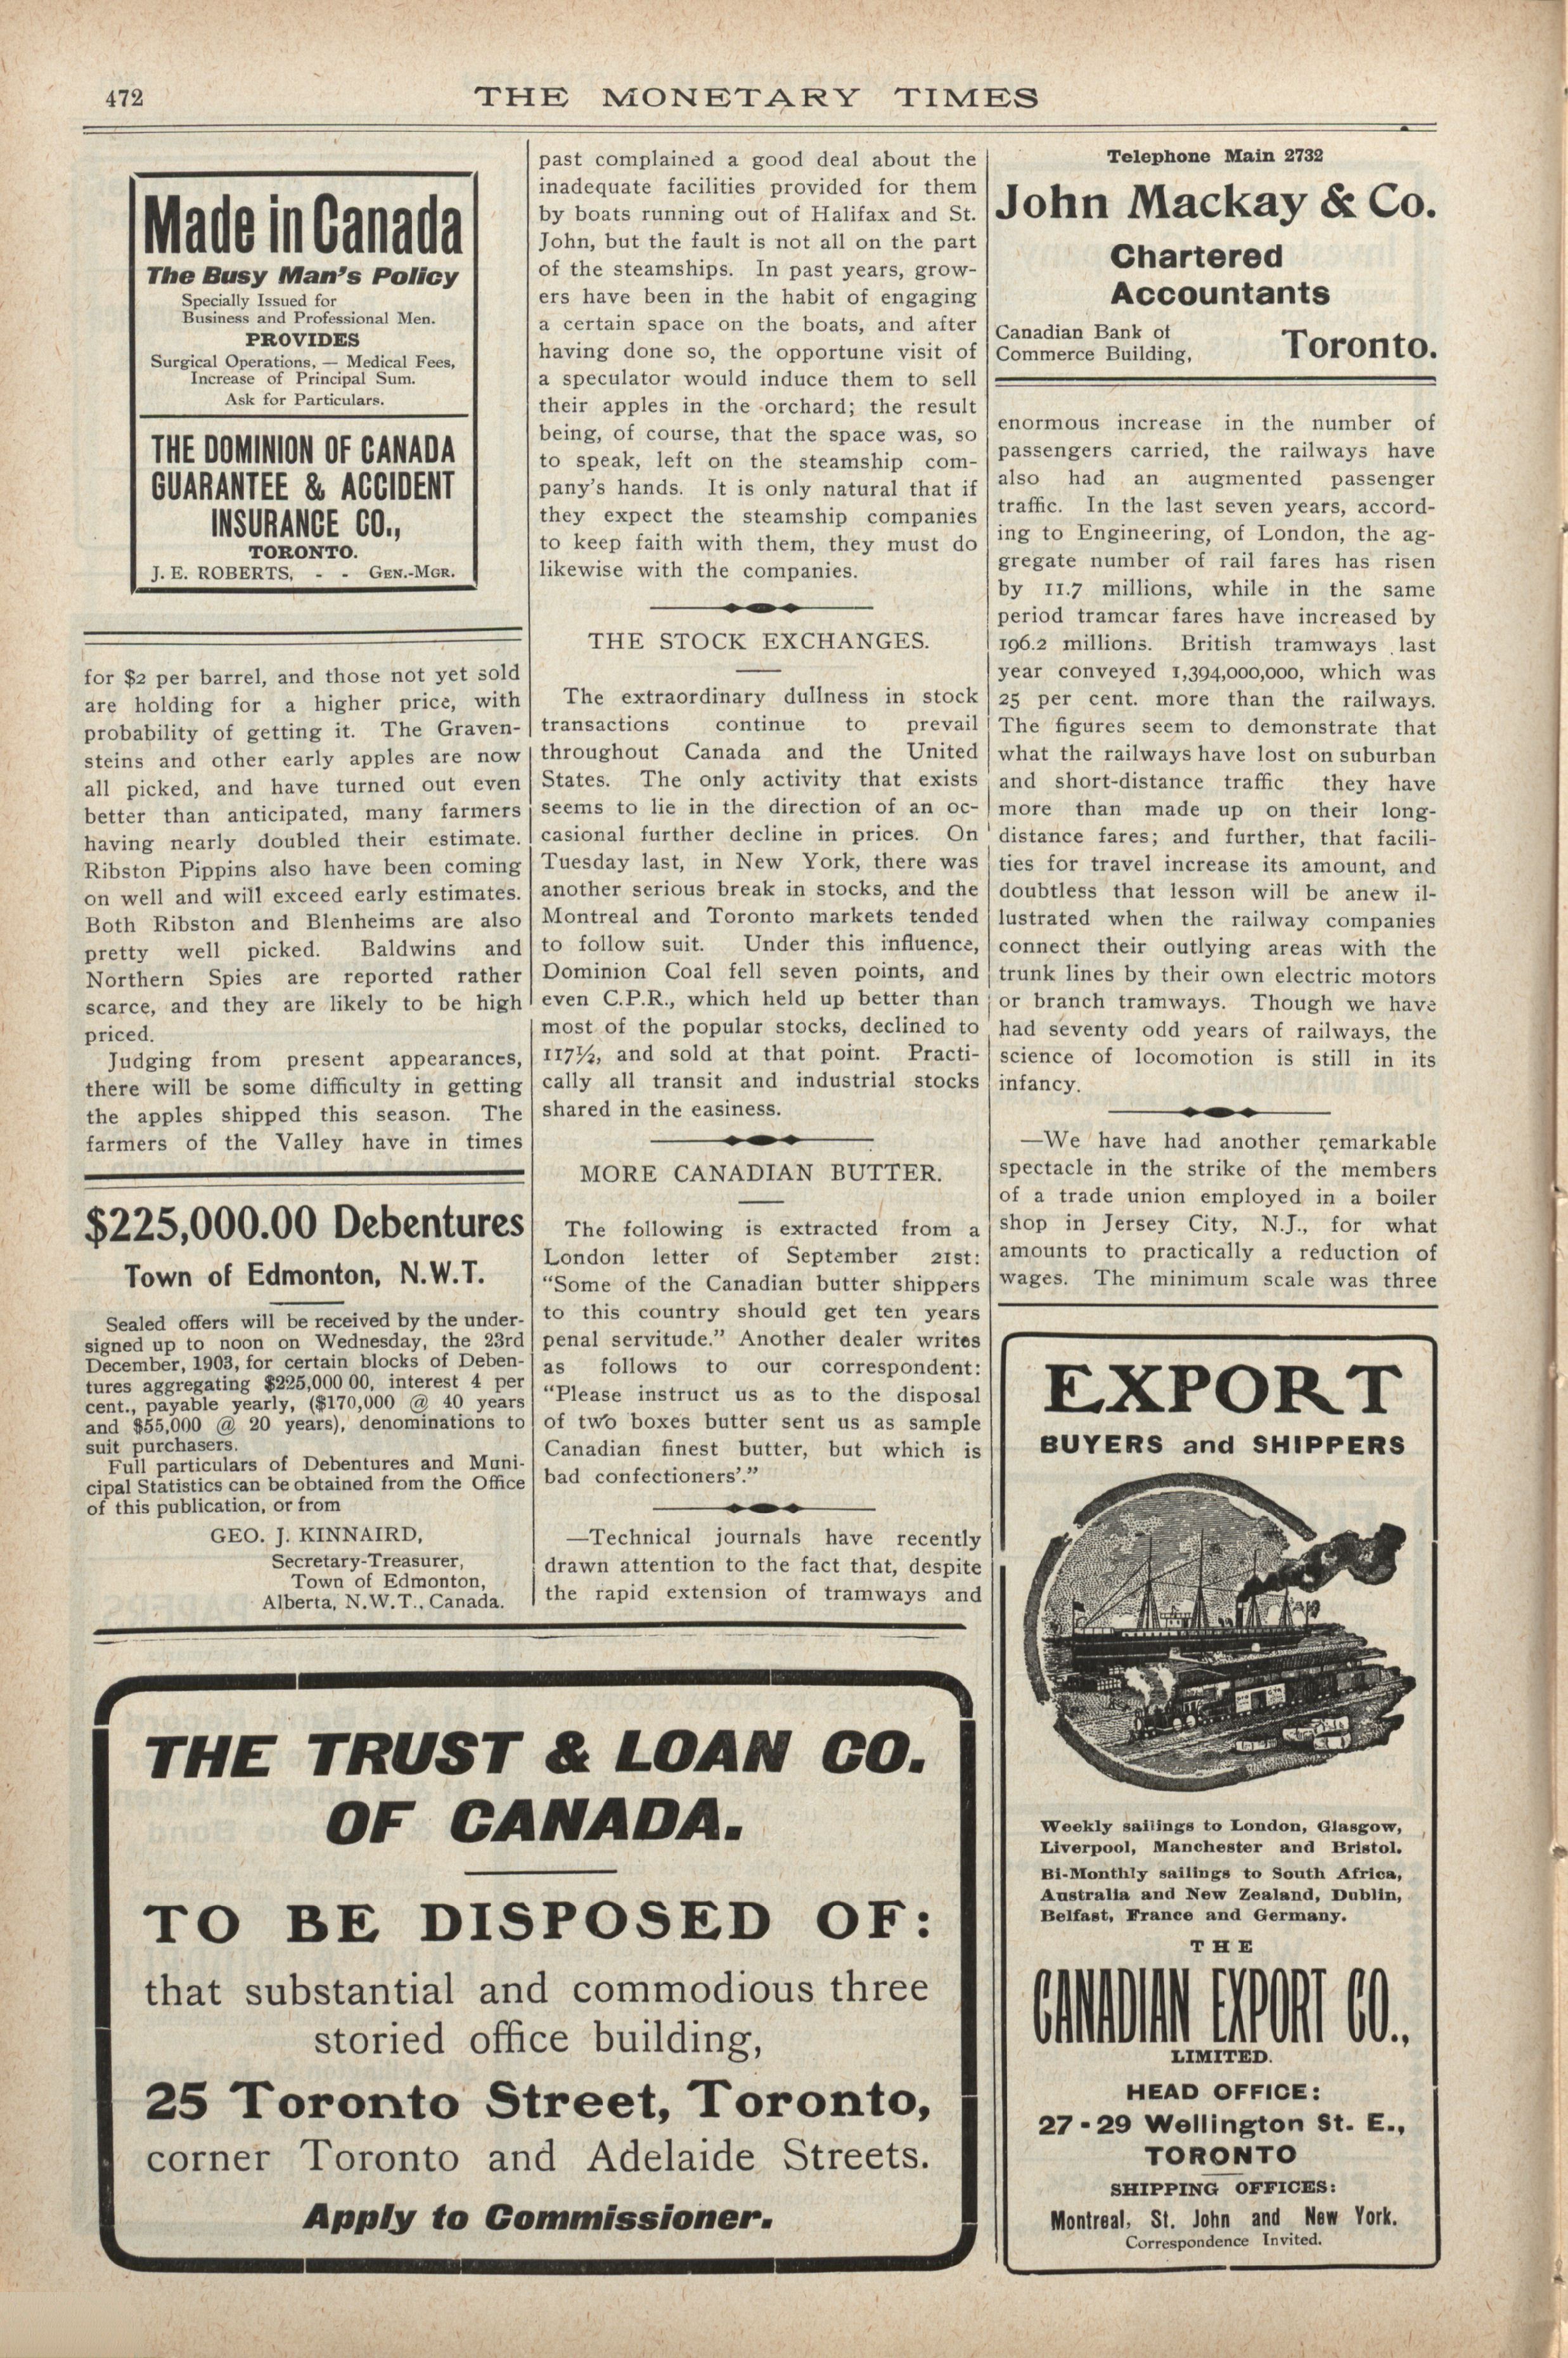 472
THE MONETARY TIMES
Made in Canada
The Busy Man's Policy
Specially Issued for
Business and Professional Men.
PROVIDES
Surgical Operations, — Medical Fees,
Increase of Principal Sum.
Ask for Particulars.
THE DOMINION OF CANADA
GUARANTEE & ACCIDENT
INSURANCE CO.,
TORONTO.
J. E. ROBERTS, - - GEN.-MGR.
for $2 per barrel, and those not yet sold
are holding for a higher price, with
probability of getting it. The Graven-
steins and other early apples are now
all picked, and have turned out even
better than anticipated, many farmers
having nearly doubled their estimate.
Ribston Pippins also have been coming
on well and will exceed early estimates.
Both Ribston and Blenheims are also
pretty well picked. Baldwins and
Northern Spies are reported rather
scarce, and they are likely to be high
priced.
Judging from present appearances,
there will be some difficulty in getting
the apples shipped this season. The
farmers of the Valley have in times
$225,000.00 Debentures
Town of Edmonton, N.W.T.
Sealed offers will be received by the under-
signed up to noon on Wednesday, the 23rd
December, 1903, for certain blocks of Deben-
tures aggregating $225,000 00, interest 4 per
cent., payable yearly, ($170,000 @ 40 years
and $55,000 @ 20 years), denominations to
suit purchasers.
Full particulars of Debentures and Muni-
cipal Statistics can be obtained from the Office
of this publication, or from
GEO. J. KINNAIRD,
Secretary-Treasurer,
Town of Edmonton,
Alberta, N.W.T., Canada.
past complained a good deal about the
inadequate facilities provided for them
by boats running out of Halifax and St.
John, but the fault is not all on the part
of the steamships. In past years, grow-
ers have been in the habit of engaging
a certain space on the boats, and after
having done so, the opportune visit of
a speculator would induce them to sell
their apples in the orchard; the result
being, of course, that the space was, so
to speak, left on the steamship com-
pany's hands. It is only natural that if
they expect the steamship companies
to keep faith with them, they must do
likewise with the companies.
THE STOCK EXCHANGES.
The extraordinary dullness in stock
transactions continue to prevail
throughout Canada and the United
States. The only activity that exists
seems to lie in the direction of an oc-
casional further decline in prices. On
Tuesday last, in New York, there was
another serious break in stocks, and the
Montreal and Toronto markets tended
to follow suit. Under this influence,
Dominion Coal fell seven points, and
even C.P.R., which held up better than
most of the popular stocks, declined to
117½, and sold at that point. Practi-
cally all transit and industrial stocks
shared in the easiness.
MORE CANADIAN BUTTER.
The following is extracted from a
London letter of September 21st:
"Some of the Canadian butter shippers
to this country should get ten years
penal servitude." Another dealer writes
as follows to our correspondent:
"Please instruct us as to the disposal
of two boxes butter sent us as sample
Canadian finest butter, but which is
bad confectioners'."
—Technical journals have recently
drawn attention to the fact that, despite
the rapid extension of tramways and
Telephone Main 2732
John Mackay & Co.
Chartered
Accountants
Canadian Bank of
Commerce Building,
Toronto.
enormous increase in the number of
passengers carried, the railways have
also had an augmented passenger
traffic. In the last seven years, accord-
ing to Engineering, of London, the ag-
gregate number of rail fares has risen
by 11.7 millions, while in the same
period tramcar fares have increased by
196.2 millions. British tramways last
year conveyed 1,394,000,000, which was
25 per cent. more than the railways.
The figures seem to demonstrate that
what the railways have lost on suburban
and short-distance traffic they have
more than made up on their long-
distance fares; and further, that facili-
ties for travel increase its amount, and
doubtless that lesson will be anew il-
lustrated when the railway companies
connect their outlying areas with the
trunk lines by their own electric motors
or branch tramways. Though we have
had seventy odd years of railways, the
science of locomotion is still in its
infancy.
—We have had another remarkable
spectacle in the strike of the members
of a trade union employed in a boiler
shop in Jersey City, N.J., for what
amounts to practically a reduction of
wages. The minimum scale was three
THE TRUST & LOAN CO.
OF CANADA.
TO BE DISPOSED OF:
that substantial and commodious three
storied office building,
25 Toronto Street, Toronto,
corner Toronto and Adelaide Streets.
Apply to Commissioner.
EXPORT
BUYERS and SHIPPERS
Weekly sailings to London, Glasgow,
Liverpool, Manchester and Bristol.
Bi-Monthly sailings to South Africa,
Australia and New Zealand, Dublin,
Belfast, France and Germany.
THE
CANADIAN EXPORT CO.,
LIMITED.
HEAD OFFICE:
27-29 Wellington St. E.,
TORONTO
SHIPPING OFFICES:
Montreal, St. John and New York.
Correspondence Invited.